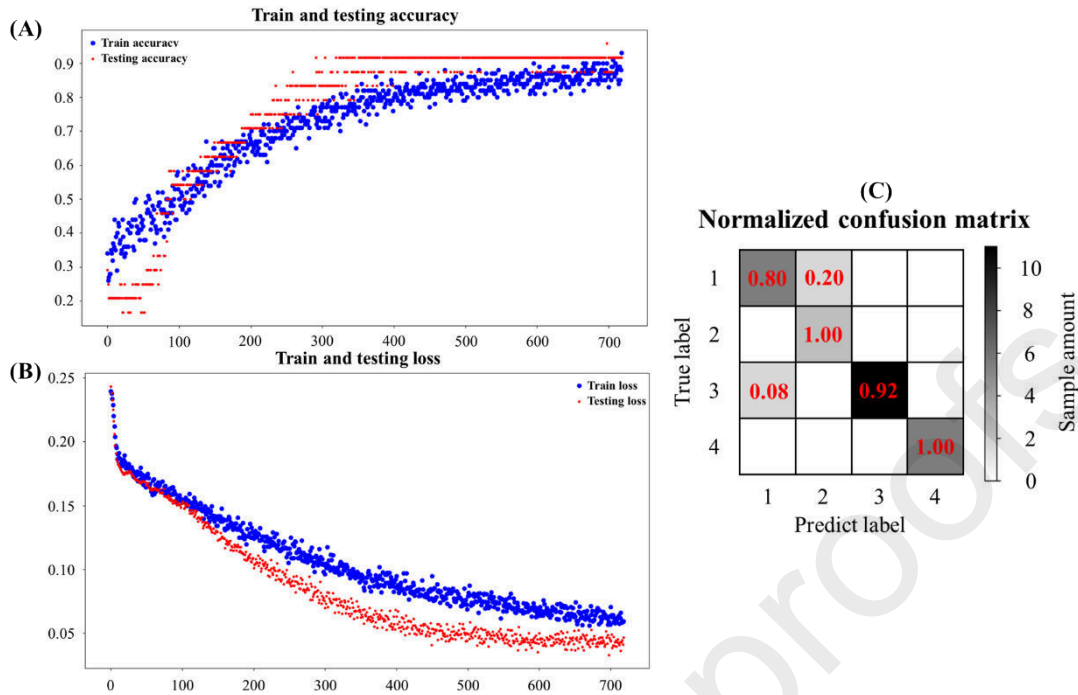 (A)
Train and testing accuracy
Train accuracy
Testing accuracy
0.9
0.8
0.7
0.6
0.5
0.4
0.3
0.2
0 100 200 300 400 500 600 700
(B)
Train and testing loss
Train loss
Testing loss
0.25
0.20
0.15
0.10
0.05
0 100 200 300 400 500 600 700
(C)
Normalized confusion matrix
True label
1 0.80 0.20
2 1.00
3 0.08 0.92
4 1.00
1 2 3 4
Predict label
10
8
6
4
2
0
Sample amount
proofs